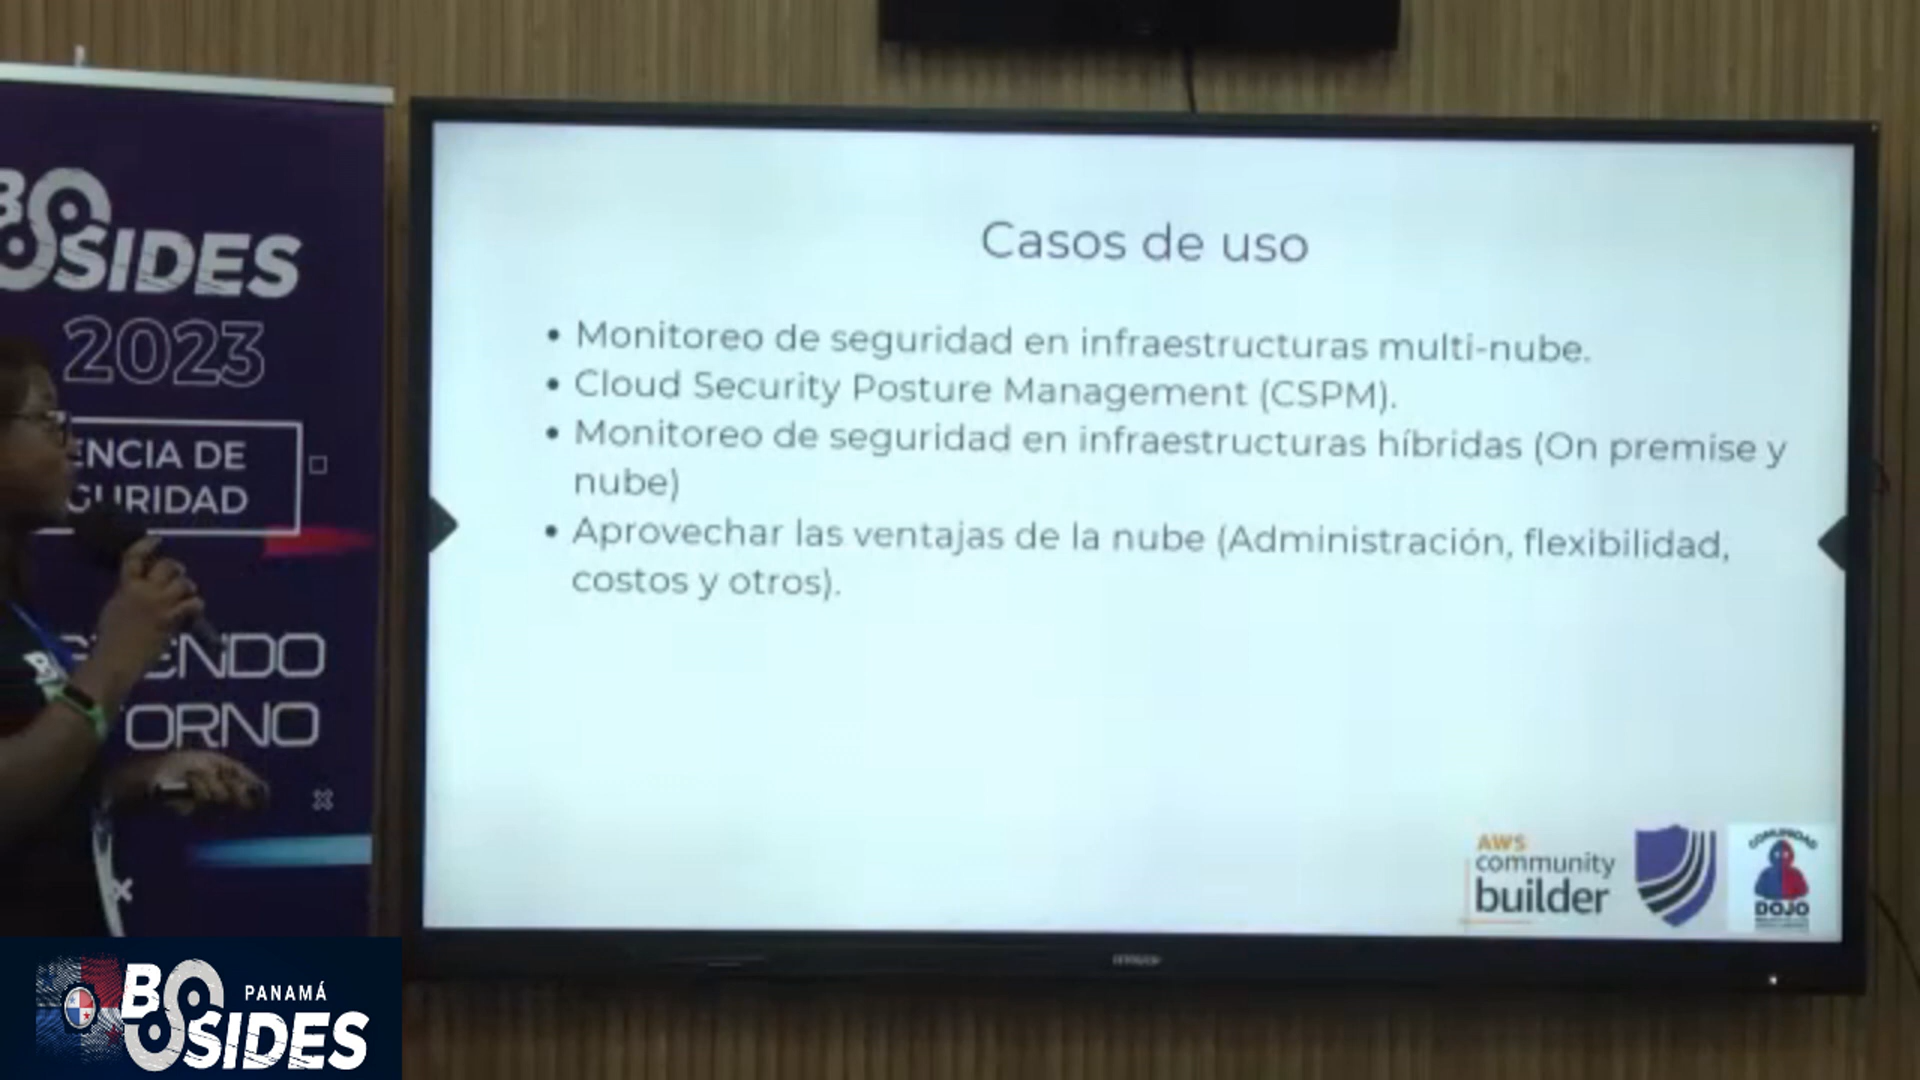 BSIDES
2023
ENCIA DE
GURIDAD
ENDO
TORNO
Casos de uso
• Monitoreo de seguridad en infraestructuras multi-nube.
• Cloud Security Posture Management (CSPM).
• Monitoreo de seguridad en infraestructuras híbridas (On premise y
nube)
• Aprovechar las ventajas de la nube (Administración, flexibilidad,
costos y otros).
AWS
community
builder
COMUNIDAD
DOJO
PANAMÁ
BSIDES